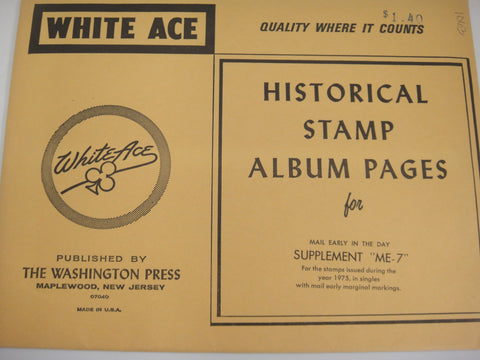 WHITE ACE
QUALITY WHERE IT COUNTS
$1.40
White Ace
PUBLISHED BY
THE WASHINGTON PRESS
MAPLEWOOD, NEW JERSEY
07040
MADE IN U.S.A.
HISTORICAL
STAMP
ALBUM PAGES
for
MAIL EARLY IN THE DAY
SUPPLEMENT "ME-7"
For the stamps issued during the
year 1975, in singles
with mail early marginal markings.